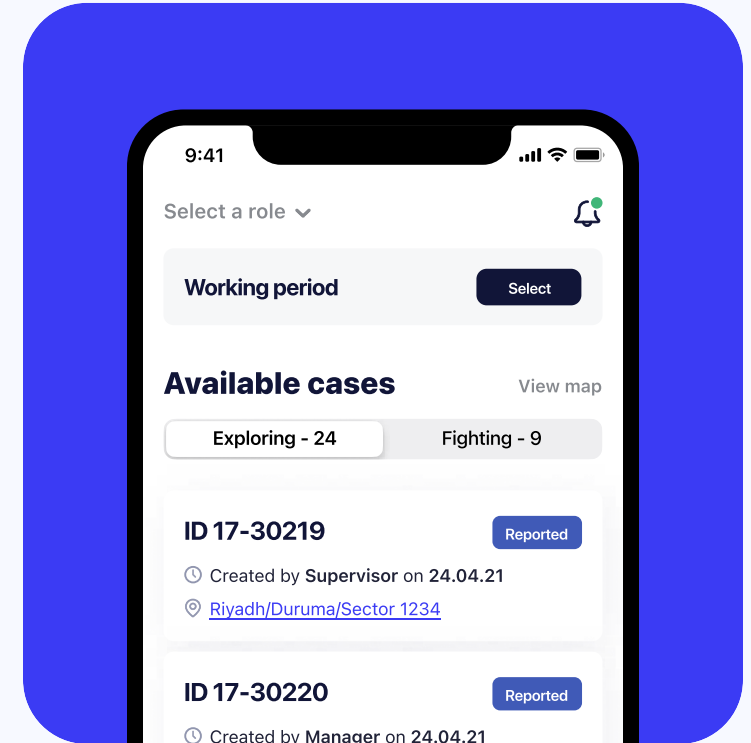 9:41
Select a role
Working period
Select
Available cases
View map
Exploring - 24
Fighting - 9
ID 17-30219
Reported
Created by Supervisor on 24.04.21
Riyadh/Duruma/Sector 1234
ID 17-30220
Reported
Created by Manager on 24.04.21